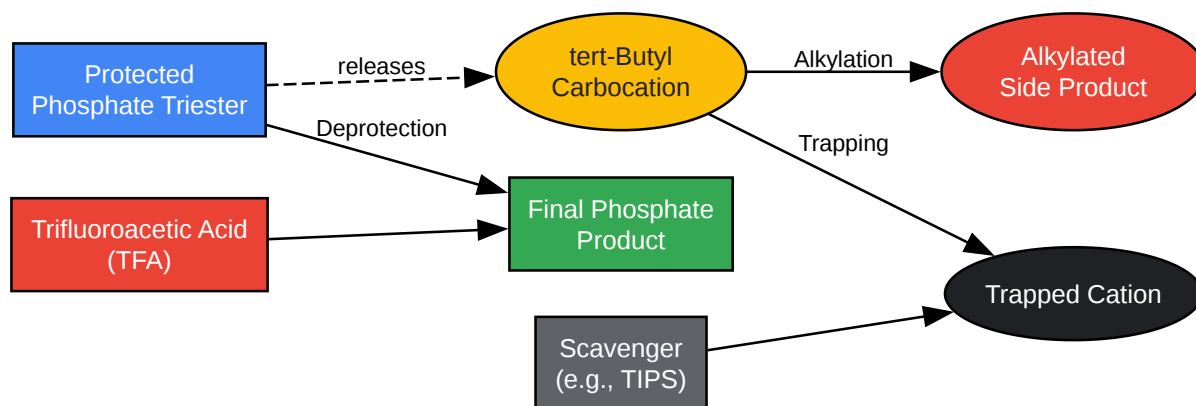 Protected
Phosphate Triester
releases
tert-Butyl
Carbocation
Alkylation
Alkylated
Side Product
Deprotection
Trapping
Trifluoroacetic Acid
(TFA)
Final Phosphate
Product
Trapped Cation
Scavenger
(e.g., TIPS)